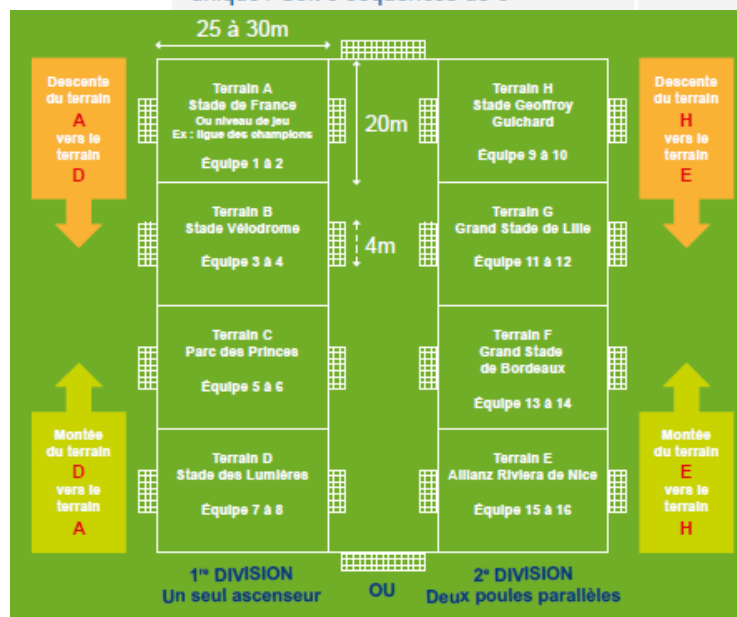 25 à 30m
Descente
du terrain
A
vers le
terrain
D
Terrain A
Stade de France
Ou niveau de jeu
Ex : ligue des champions
Équipe 1 à 2
20m
Terrain H
Stade Geoffroy
Guichard
Équipe 9 à 10
Descente
du terrain
H
vers le
terrain
E
Terrain B
Stade Vélodrome
Équipe 3 à 4
4m
Terrain G
Grand Stade de Lille
Équipe 11 à 12
Terrain C
Parc des Princes
Équipe 5 à 6
Terrain F
Grand Stade
de Bordeaux
Équipe 13 à 14
Montée
du terrain
D
vers le
terrain
A
Terrain D
Stade des Lumières
Équipe 7 à 8
Terrain E
Allianz Riviera de Nice
Équipe 15 à 16
Montée
du terrain
E
vers le
terrain
H
1re DIVISION
Un seul ascenseur
OU
2e DIVISION
Deux poules parallèles